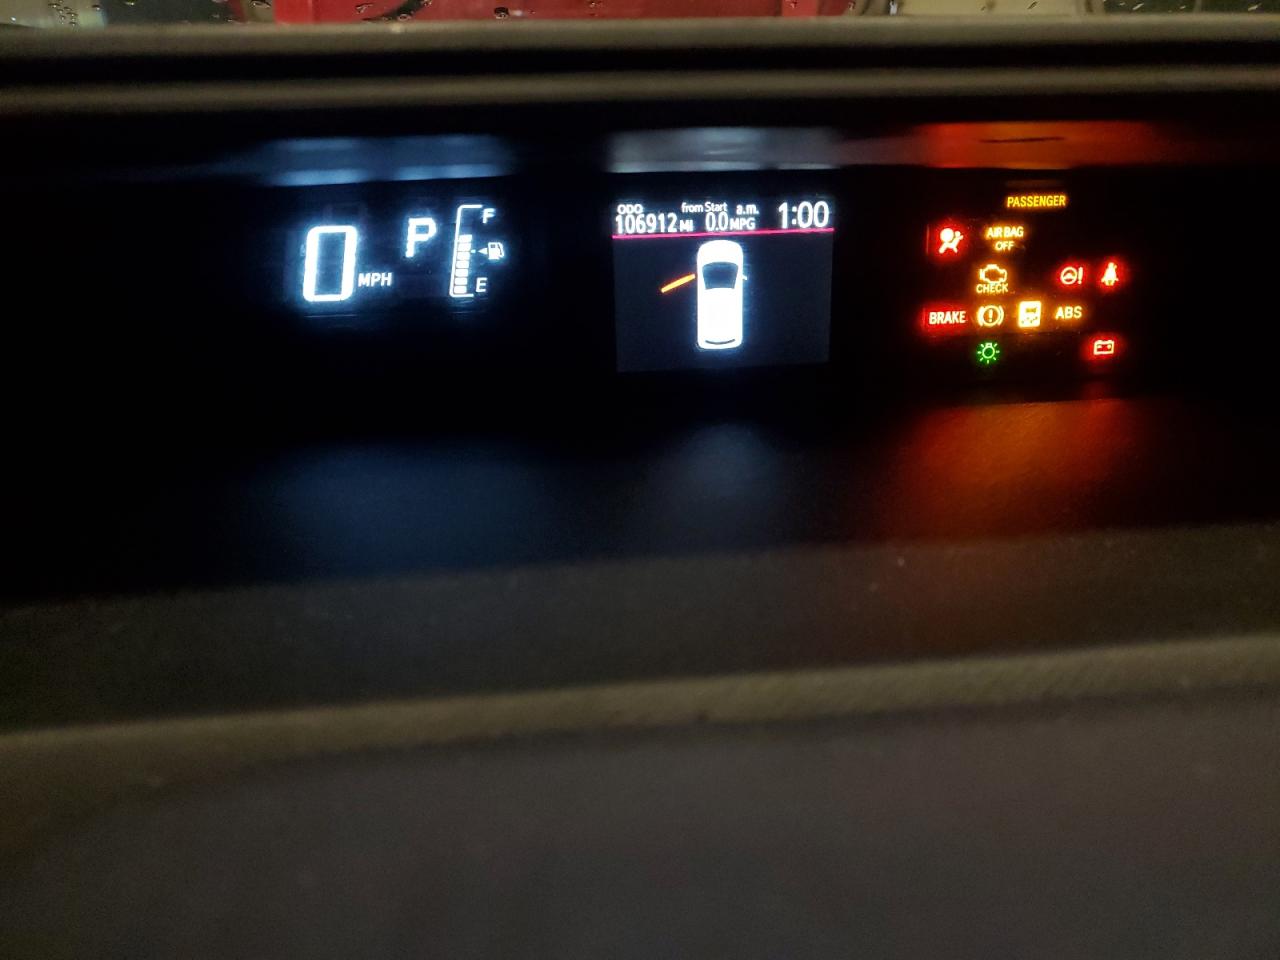 0 MPH
P
F
E
ODO from Start a.m. 1:00
106912 MI 0.0 MPG
PASSENGER
AIR BAG
OFF
CHECK
BRAKE
ABS